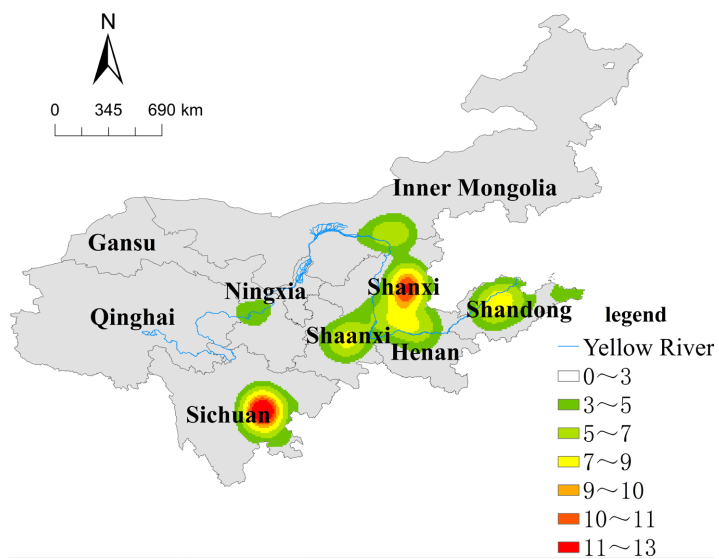 N
0 345 690 km
Inner Mongolia
Gansu
Ningxia
Shanxi
Qinghai
Shandong
Shaanxi
Henan
Sichuan
legend
Yellow River
0～3
3～5
5～7
7～9
9～10
10～11
11～13